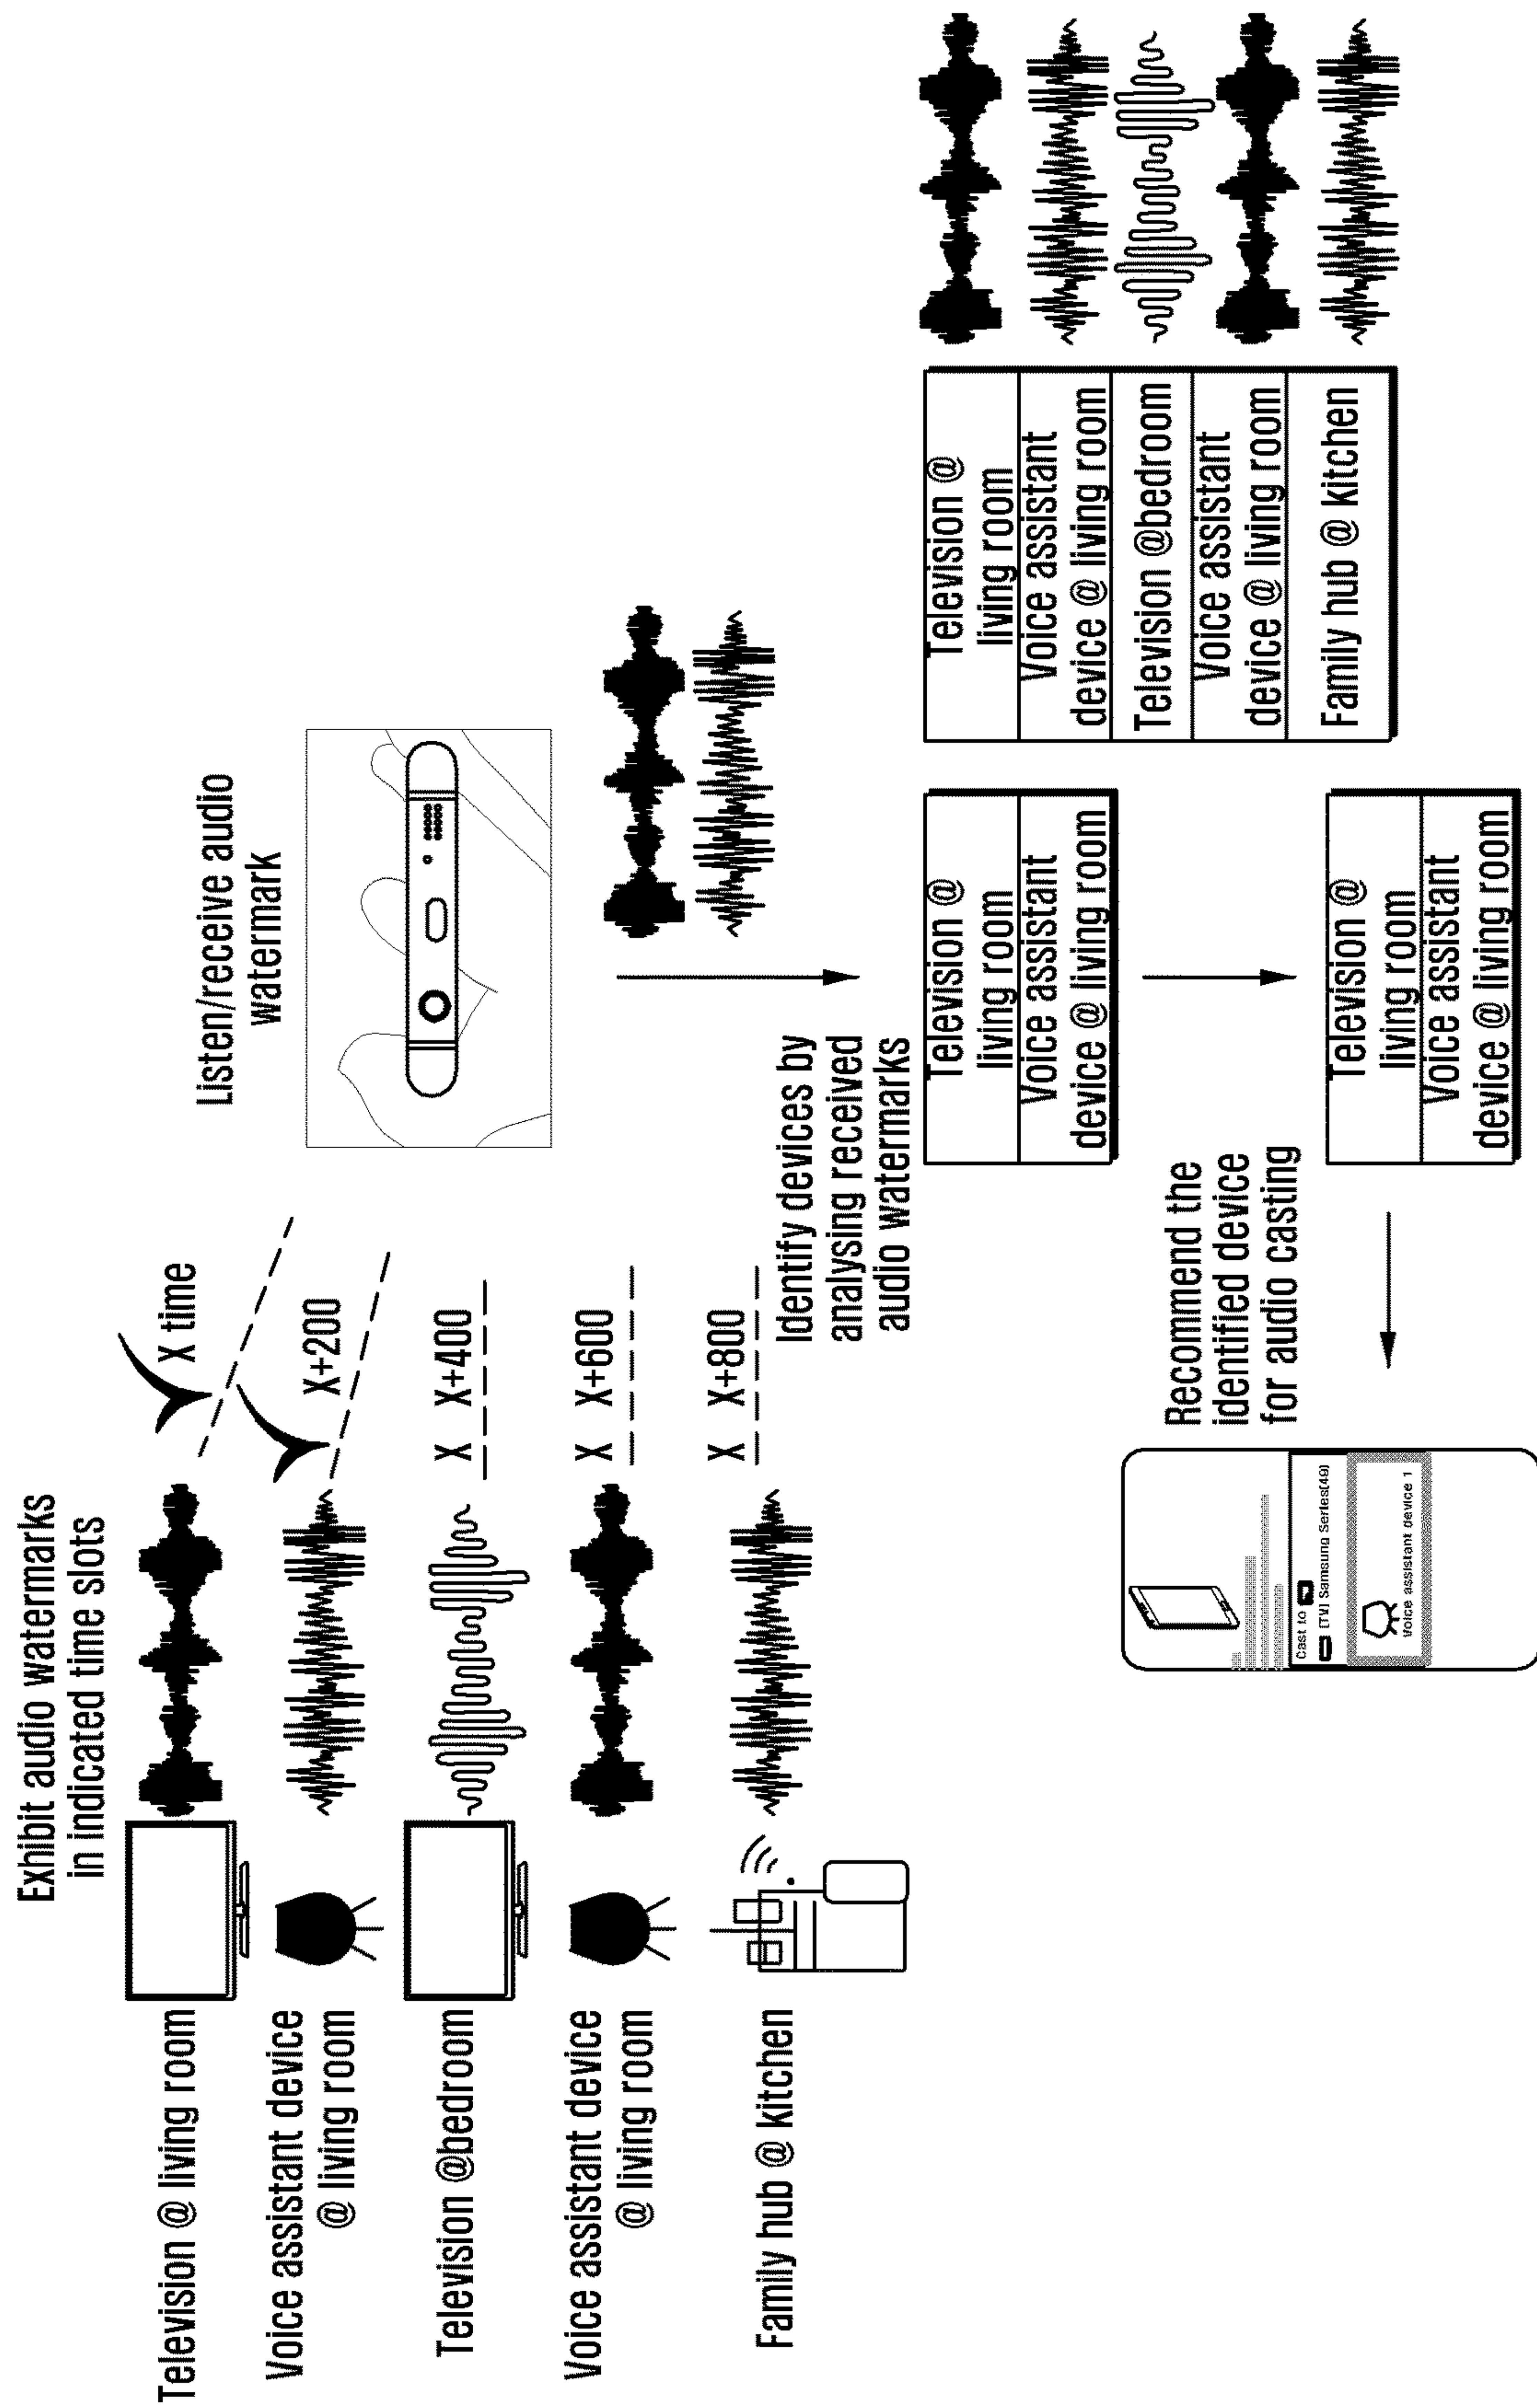 Exhibit audio watermarks
in indicated time slots
Television @ living room
X time
Voice assistant device
@ living room
X+200
Television @bedroom
X X+400
Voice assistant device
@ living room
X X+600
Family hub @ kitchen
X X+800
Listen/receive audio
watermark
Identify devices by
analysing received
audio watermarks
Television @
living room
Voice assistant
device @ living room
Television @
living room
Voice assistant
device @ living room
Television @bedroom
Voice assistant
device @ living room
Family hub @ kitchen
Recommend the
identified device
for audio casting
Television @
living room
Voice assistant
device @ living room
Cast to
[TV] Samsung Series(49)
Voice assistant device 1